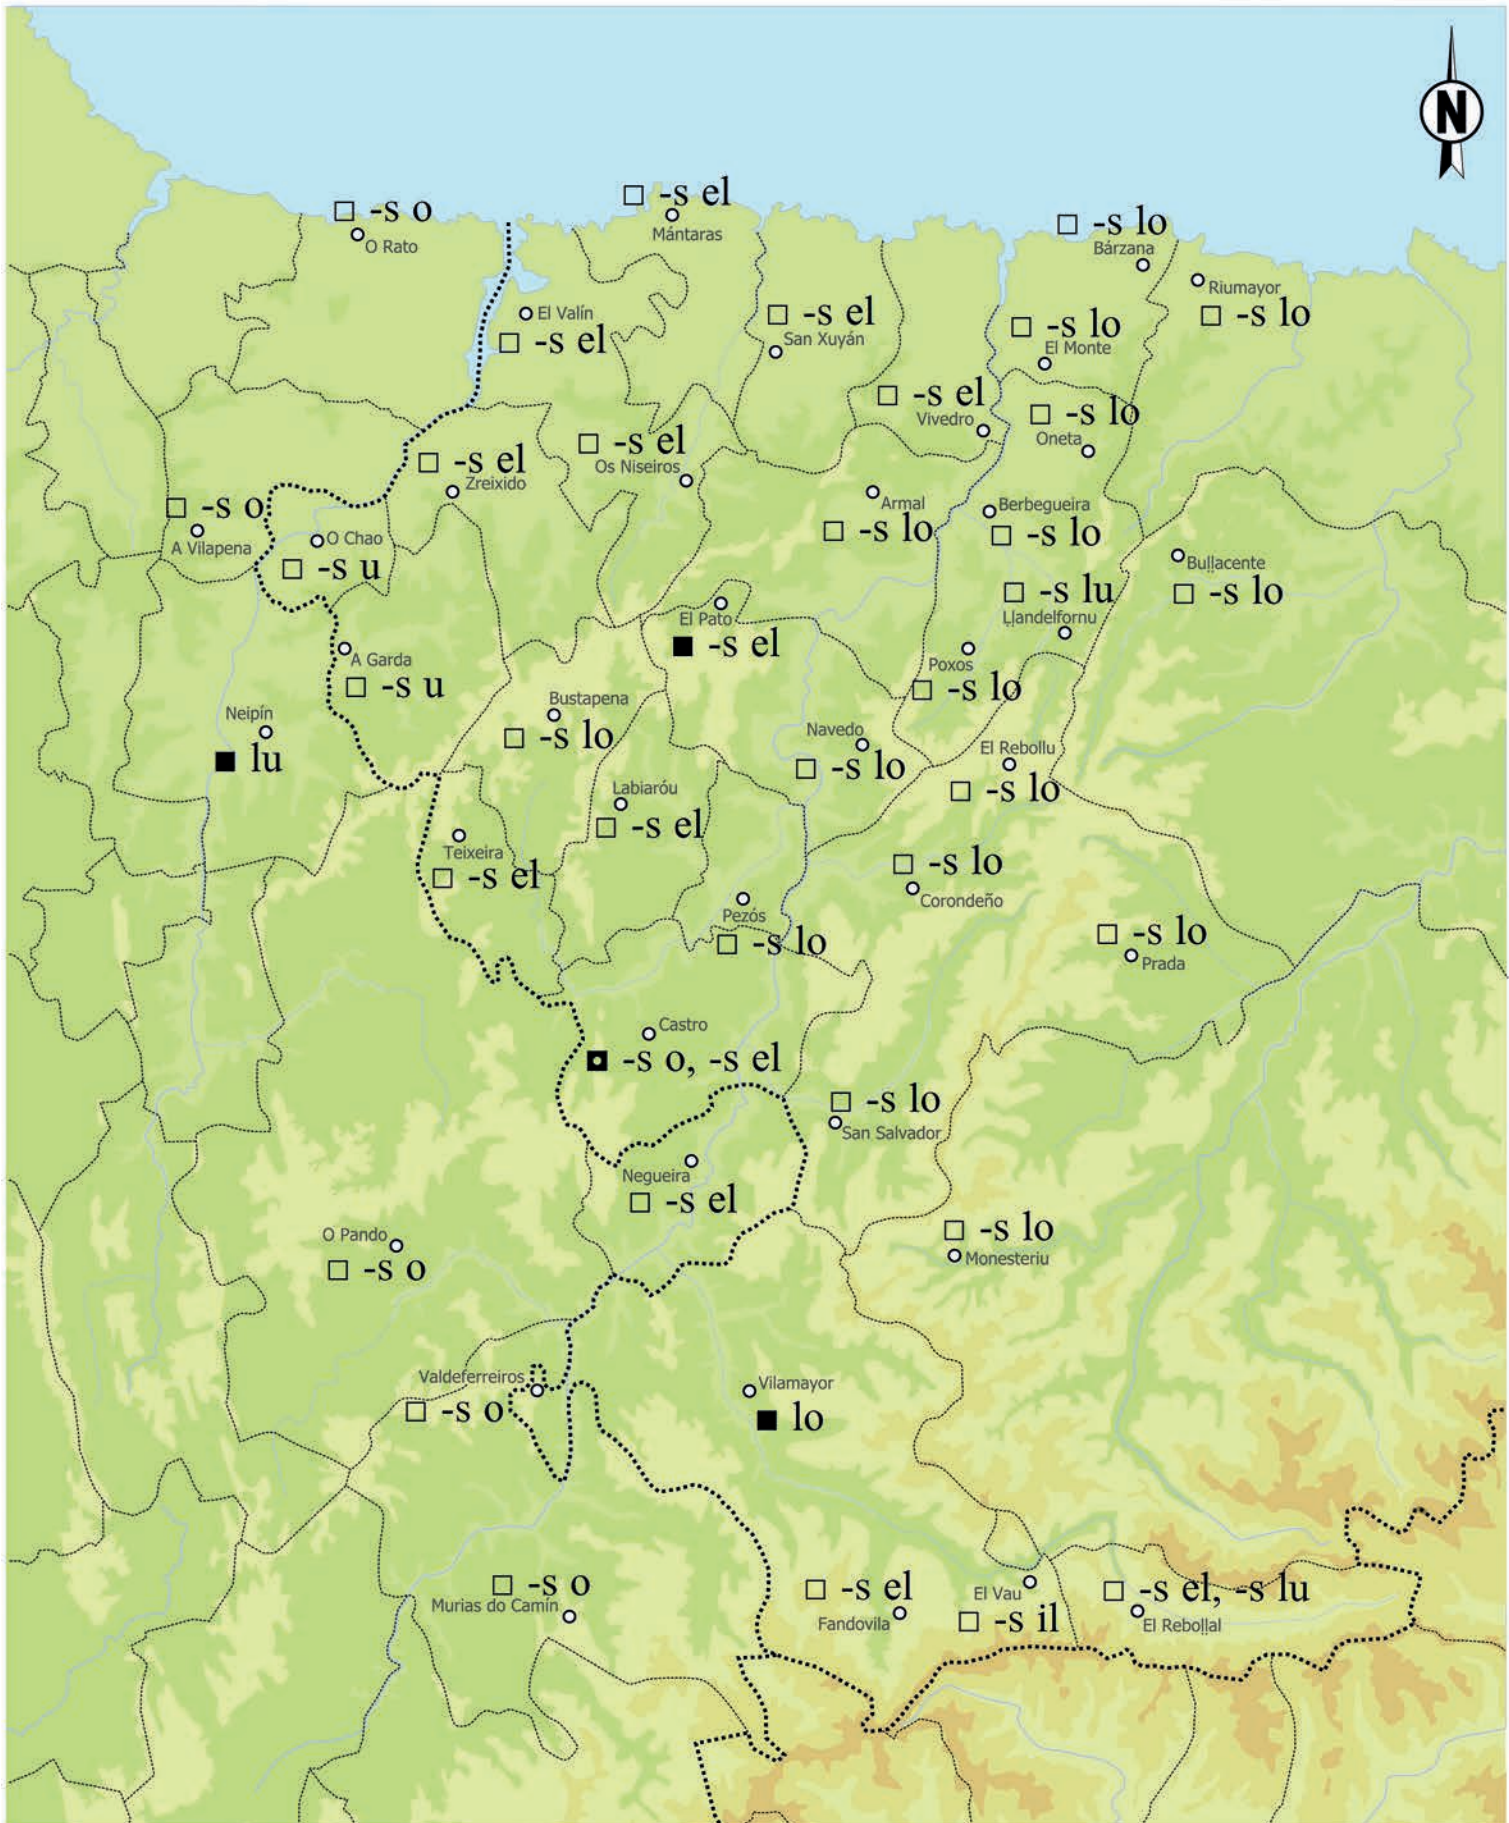 N
□ -s el
Mántaras
□ -s o
O Rato
□ -s lo
Bárzana
Riumayor
□ -s lo
El Valín
□ -s el
□ -s el
San Xuyán
□ -s lo
El Monte
□ -s el
Vivedro
□ -s lo
Oneta
□ -s el
Os Niseiros
□ -s el
Zreixido
□ -s o
A Vilapena
O Chao
□ -s u
Armal
□ -s lo
Berbegueira
□ -s lo
Buḷḷacente
□ -s lo
□ -s lu
Ḷḷandelfornu
El Pato
■ -s el
A Garda
□ -s u
Poxos
□ -s lo
Bustapena
□ -s lo
Neipín
■ lu
Navedo
□ -s lo
El Rebollu
□ -s lo
Labiaróu
□ -s el
Teixeira
□ -s el
□ -s lo
Corondeño
Pezós
□ -s lo
□ -s lo
Prada
Castro
◘ -s o, -s el
□ -s lo
San Salvador
Negueira
□ -s el
O Pando
□ -s o
□ -s lo
Monesteriu
Valdeferreiros
□ -s o
Vilamayor
■ lo
□ -s o
Murias do Camín
□ -s el
Fandovila
El Vau
□ -s il
□ -s el, -s lu
El Reboḷḷal